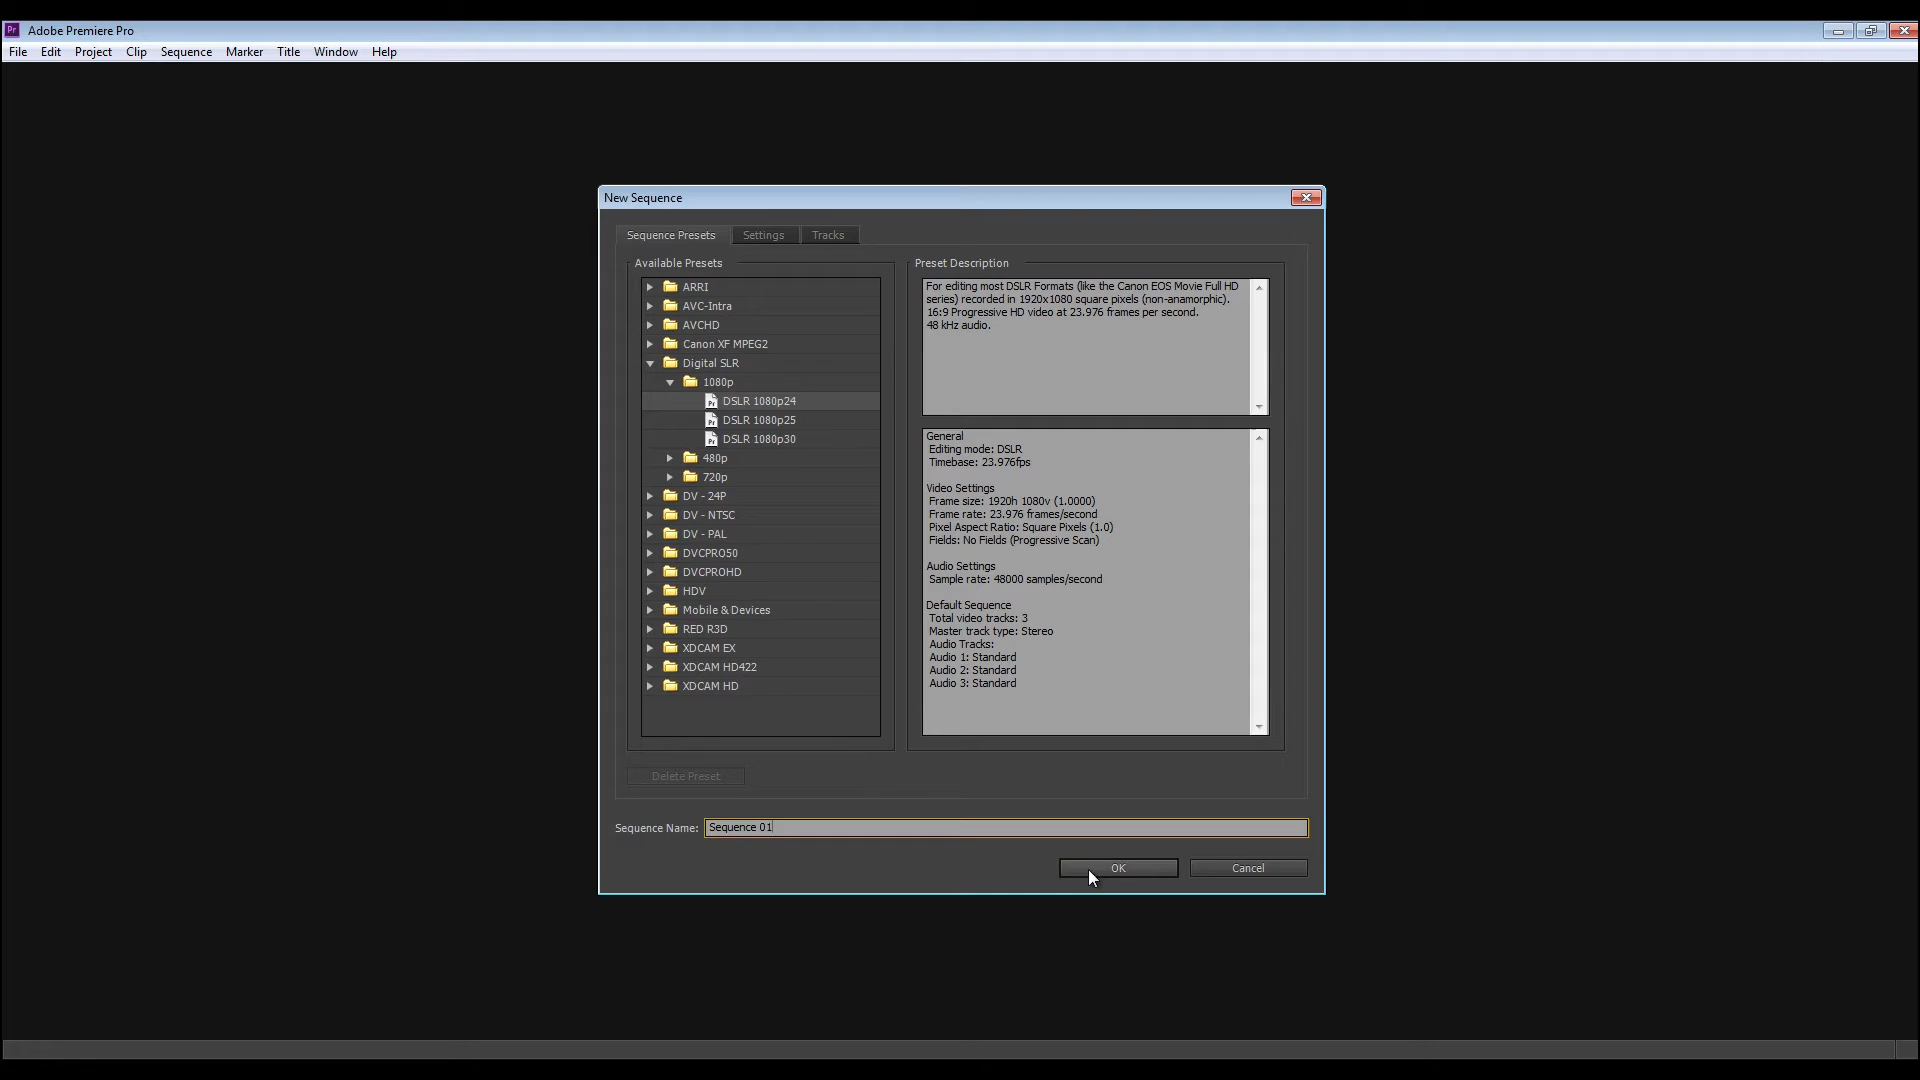 Pr Adobe Premiere Pro
File Edit Project Clip Sequence Marker Title Window Help
New Sequence
Sequence Presets Settings Tracks
Available Presets
ARRI
AVC-Intra
AVCHD
Canon XF MPEG2
Digital SLR
1080p
DSLR 1080p24
DSLR 1080p25
DSLR 1080p30
480p
720p
DV - 24P
DV - NTSC
DV - PAL
DVCPRO50
DVCPROHD
HDV
Mobile & Devices
RED R3D
XDCAM EX
XDCAM HD422
XDCAM HD
Delete Preset
Preset Description
For editing most DSLR Formats (like the Canon EOS Movie Full HD
series) recorded in 1920x1080 square pixels (non-anamorphic).
16:9 Progressive HD video at 23.976 frames per second.
48 kHz audio.
General
Editing mode: DSLR
Timebase: 23.976fps
Video Settings
Frame size: 1920h 1080v (1.0000)
Frame rate: 23.976 frames/second
Pixel Aspect Ratio: Square Pixels (1.0)
Fields: No Fields (Progressive Scan)
Audio Settings
Sample rate: 48000 samples/second
Default Sequence
Total video tracks: 3
Master track type: Stereo
Audio Tracks:
Audio 1: Standard
Audio 2: Standard
Audio 3: Standard
Sequence Name: Sequence 01
OK Cancel